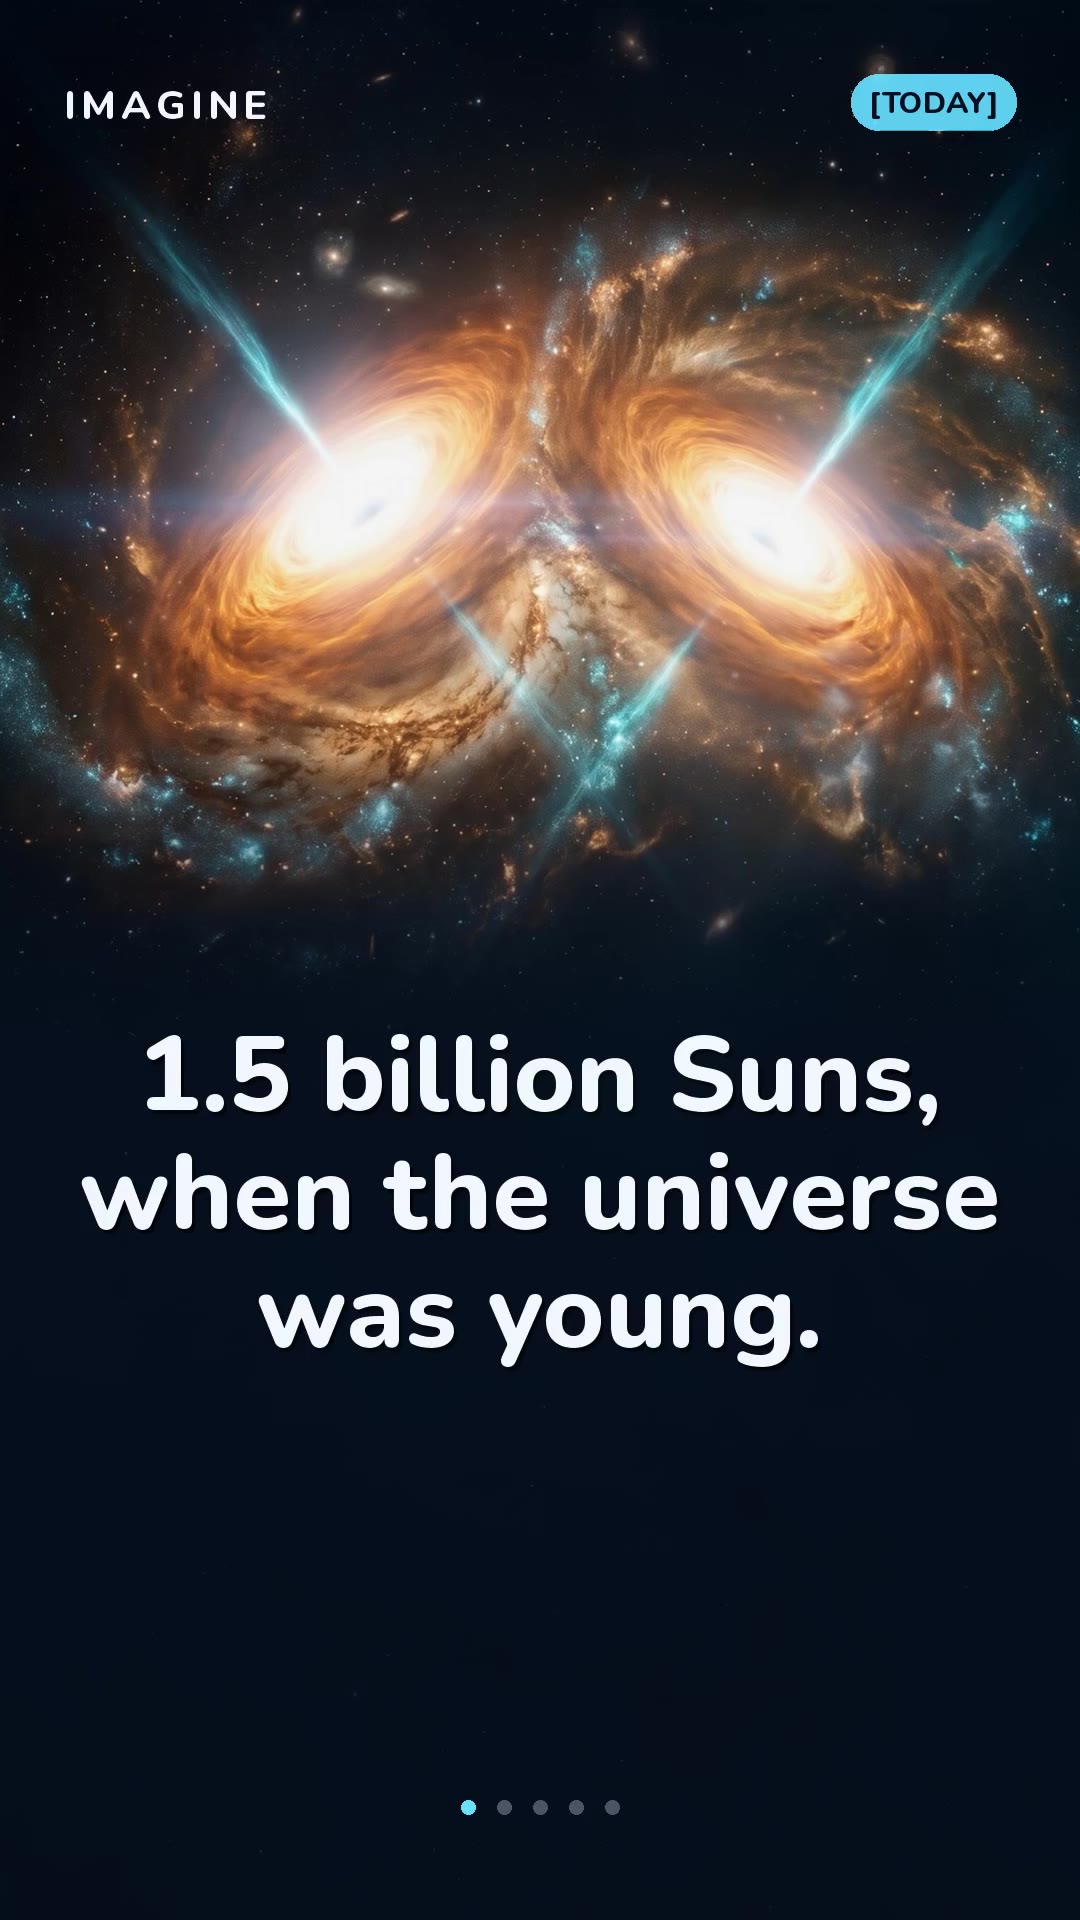 IMAGINE
[TODAY]
1.5 billion Suns,
when the universe
was young.